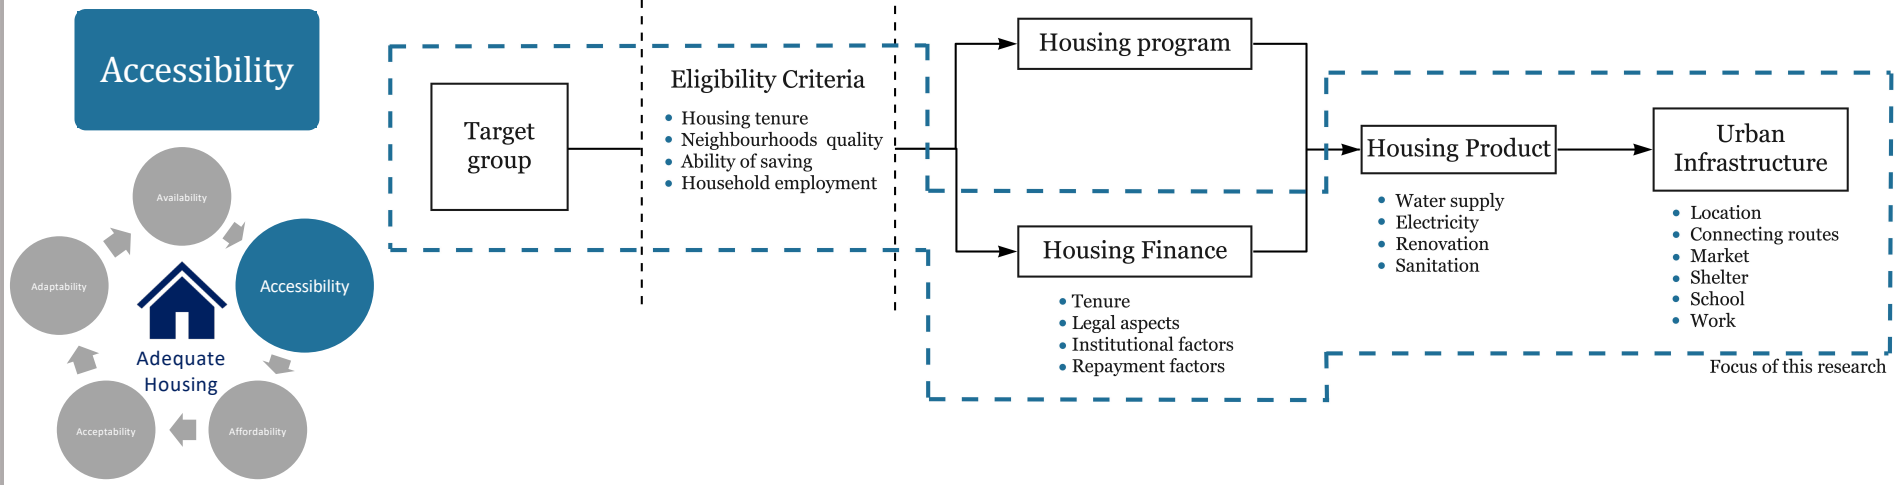 Accessibility
Availability
Accessibility
Affordability
Acceptability
Adaptability
Adequate
Housing
Target
group
Eligibility Criteria
Housing tenure
Neighbourhoods quality
Ability of saving
Household employment
Housing program
Housing Finance
Tenure
Legal aspects
Institutional factors
Repayment factors
Housing Product
Water supply
Electricity
Renovation
Sanitation
Urban
Infrastructure
Location
Connecting routes
Market
Shelter
School
Work
Focus of this research